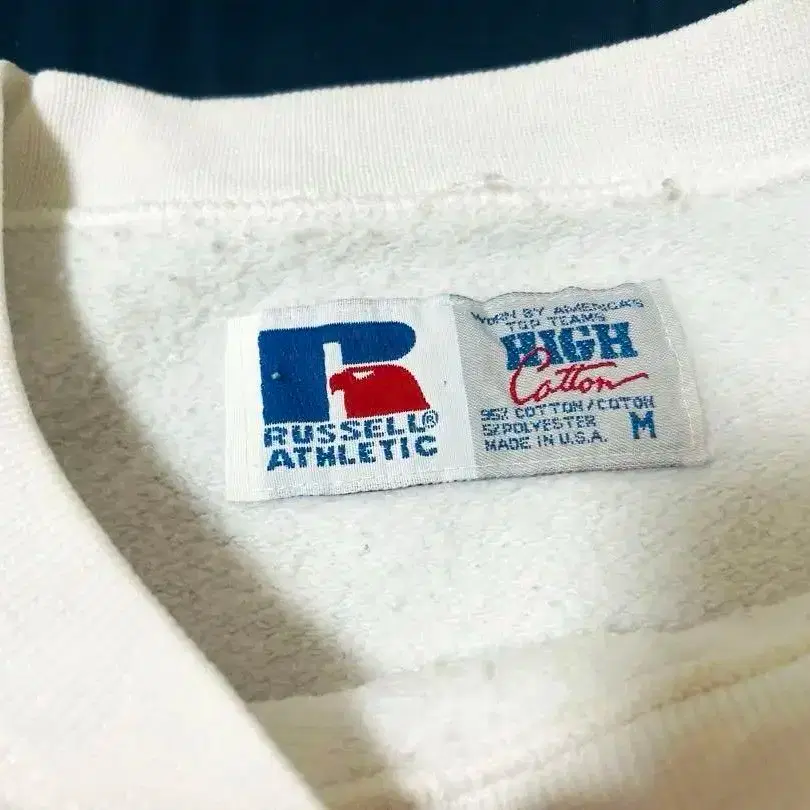 RUSSELL®
ATHLETIC
WORN BY AMERICA'S
TOP TEAMS
HIGH
Cotton
95% COTTON/COTON
5%POLYESTER
MADE IN U.S.A.
M